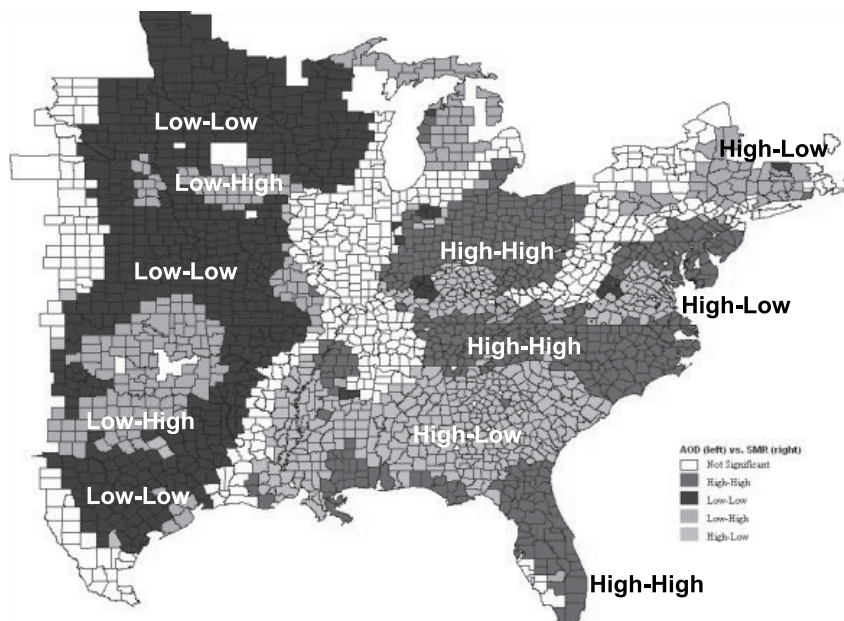 Low-Low
High-Low
Low-High
High-High
Low-Low
High-Low
High-High
Low-High
High-Low
AOD (left) vs. SMR (right)
Not Significant
High-High
Low-Low
Low-High
High-Low
Low-Low
High-High